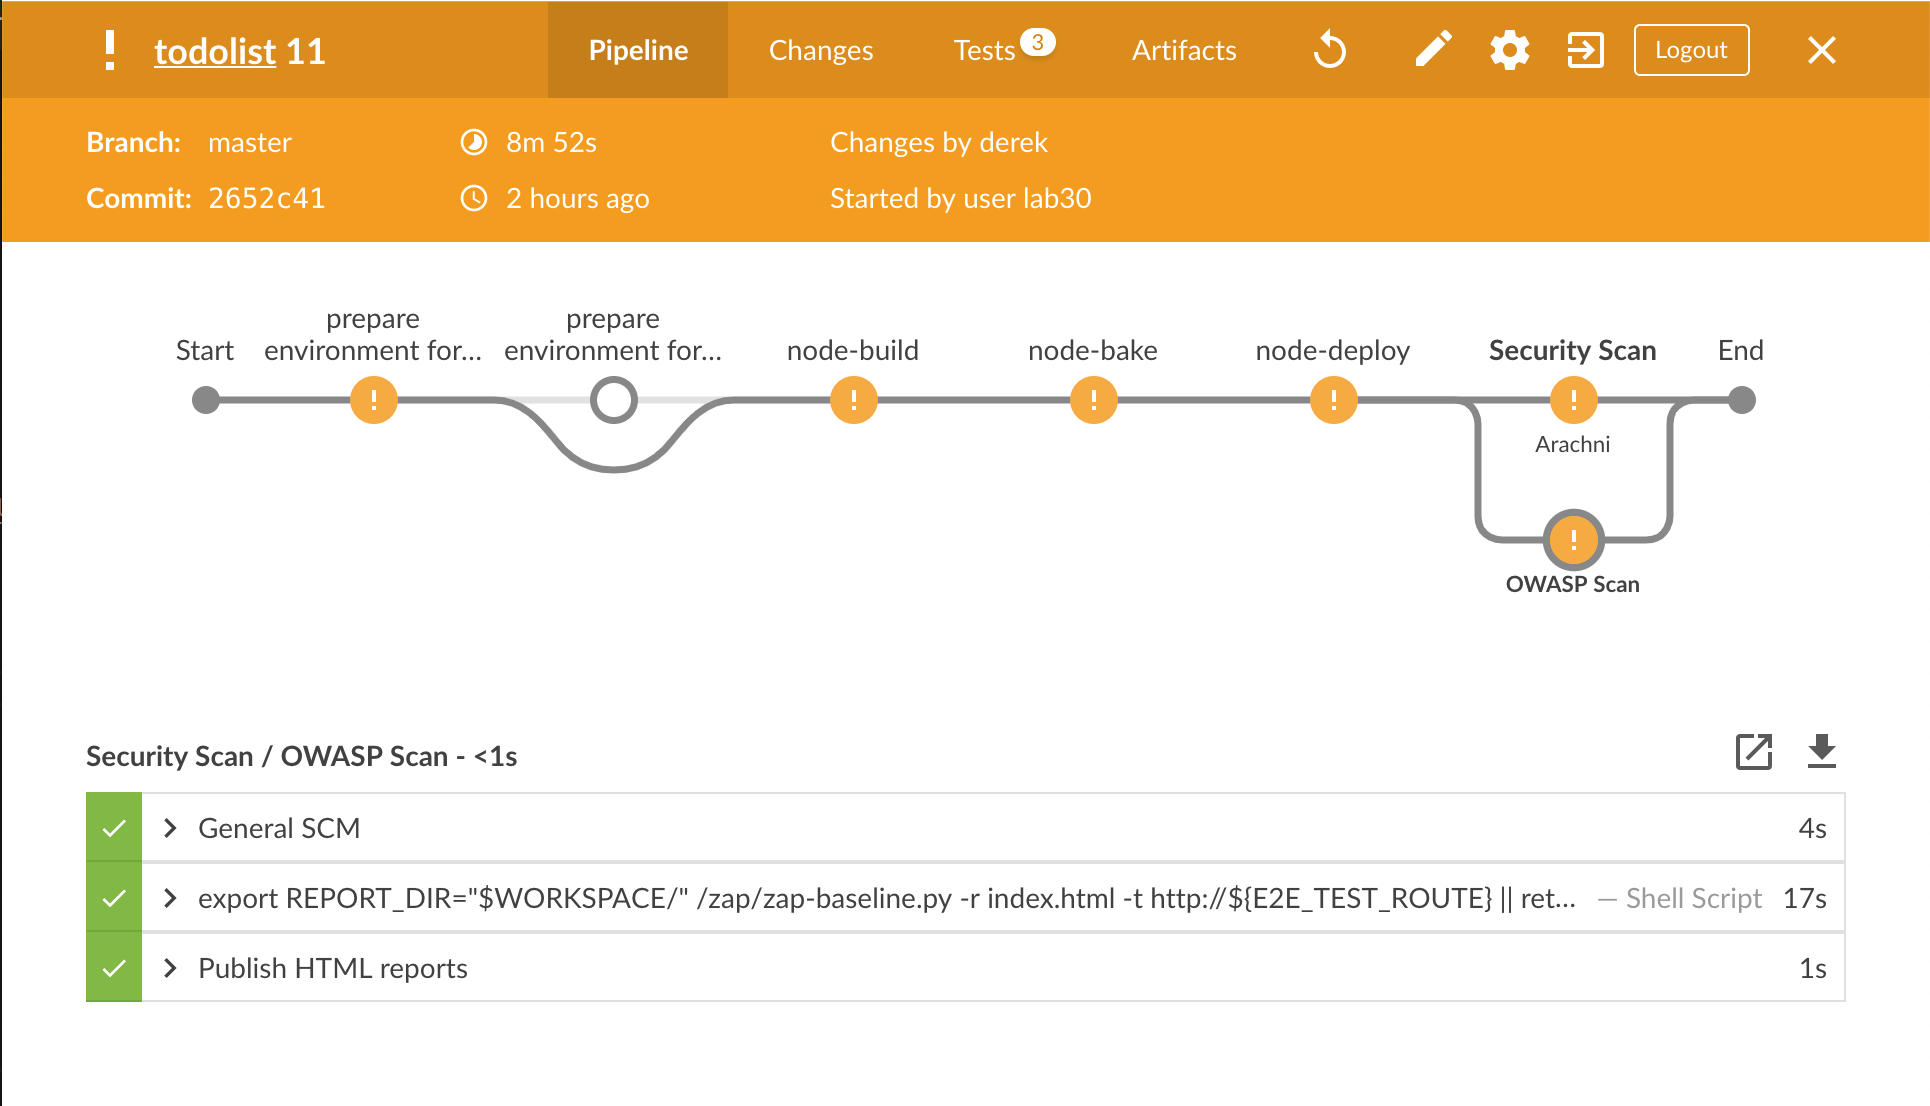 ! todolist 11 Pipeline Changes Tests 3 Artifacts Logout
Branch: master 8m 52s Changes by derek
Commit: 2652c41 2 hours ago Started by user lab30
prepare prepare
Start environment for... environment for... node-build node-bake node-deploy Security Scan End
! ! ! ! !
Arachni
!
OWASP Scan
Security Scan / OWASP Scan - <1s
General SCM 4s
export REPORT_DIR="$WORKSPACE/" /zap/zap-baseline.py -r index.html -t http://${E2E_TEST_ROUTE} || ret... — Shell Script 17s
Publish HTML reports 1s